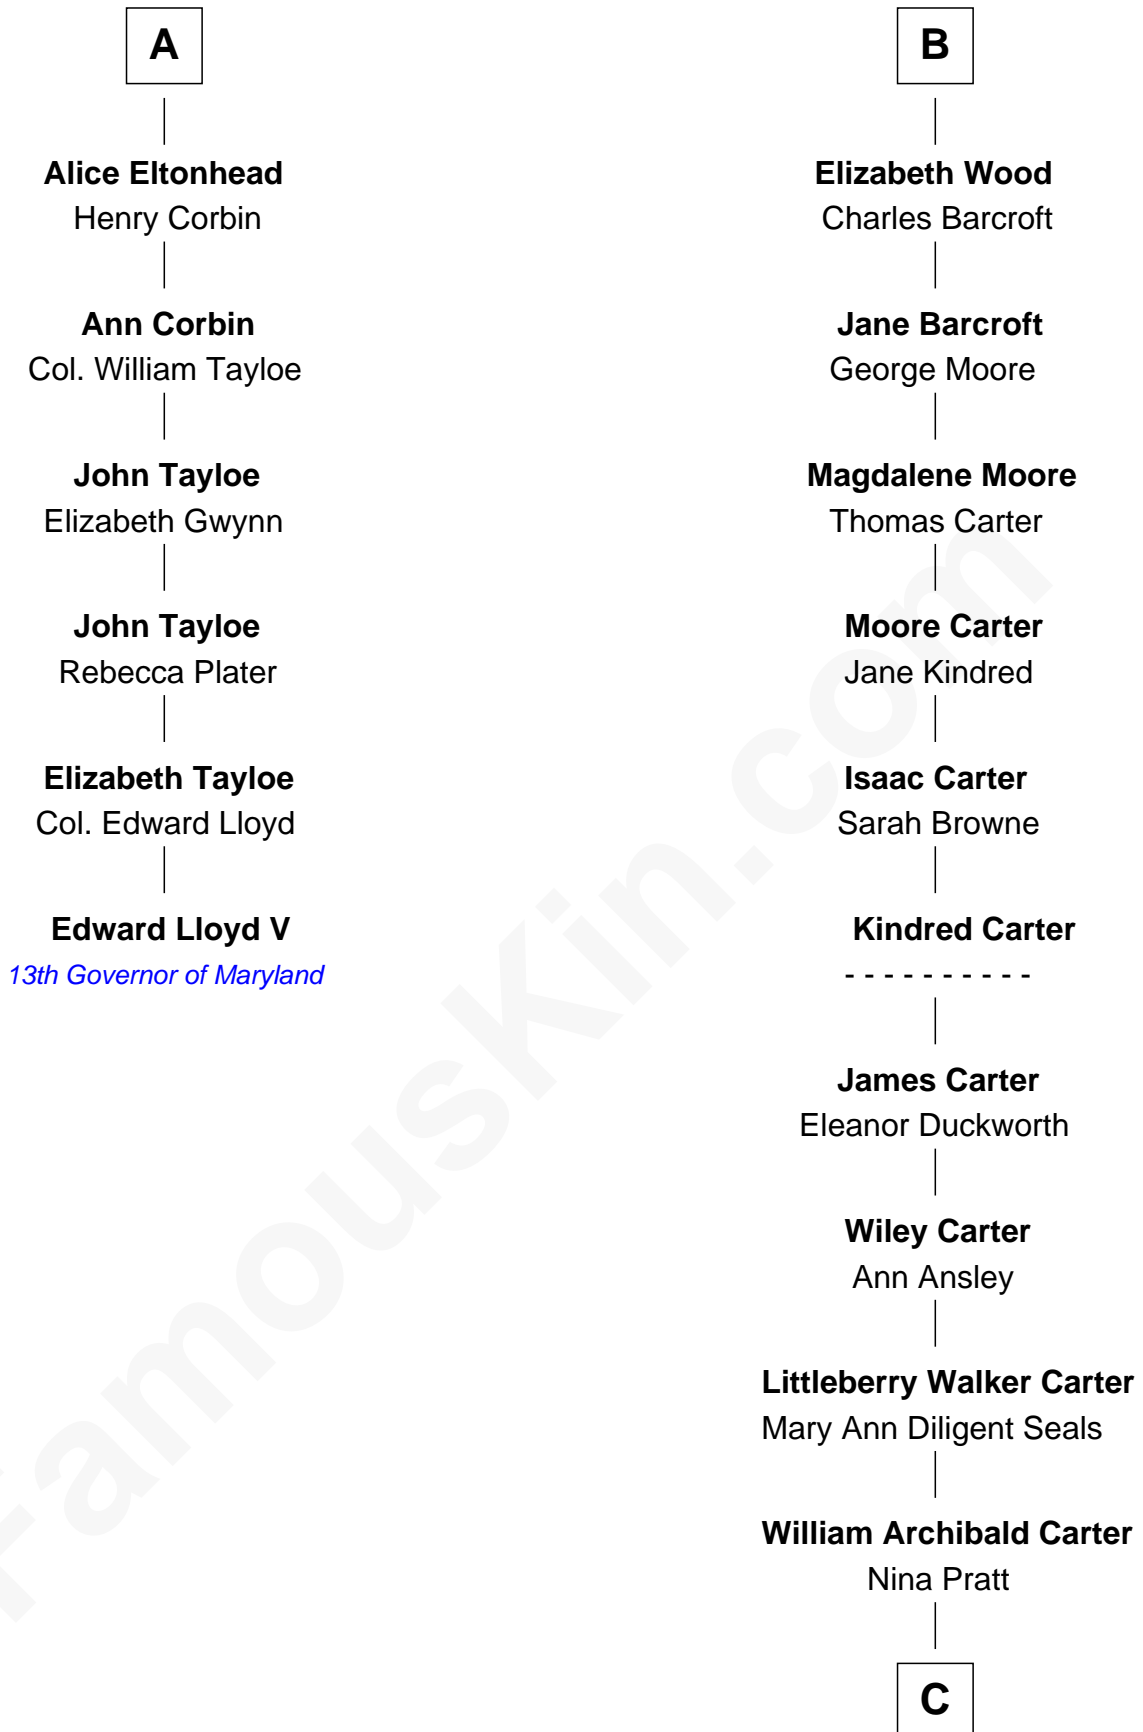 A
Alice Eltonhead
Henry Corbin
Ann Corbin
Col. William Tayloe
John Tayloe
Elizabeth Gwynn
John Tayloe
Rebecca Plater
Elizabeth Tayloe
Col. Edward Lloyd
Edward Lloyd V
13th Governor of Maryland
B
Elizabeth Wood
Charles Barcroft
Jane Barcroft
George Moore
Magdalene Moore
Thomas Carter
Moore Carter
Jane Kindred
Isaac Carter
Sarah Browne
Kindred Carter
- - - - - - - - - -
James Carter
Eleanor Duckworth
Wiley Carter
Ann Ansley
Littleberry Walker Carter
Mary Ann Diligent Seals
William Archibald Carter
Nina Pratt
C
FamousKin.com